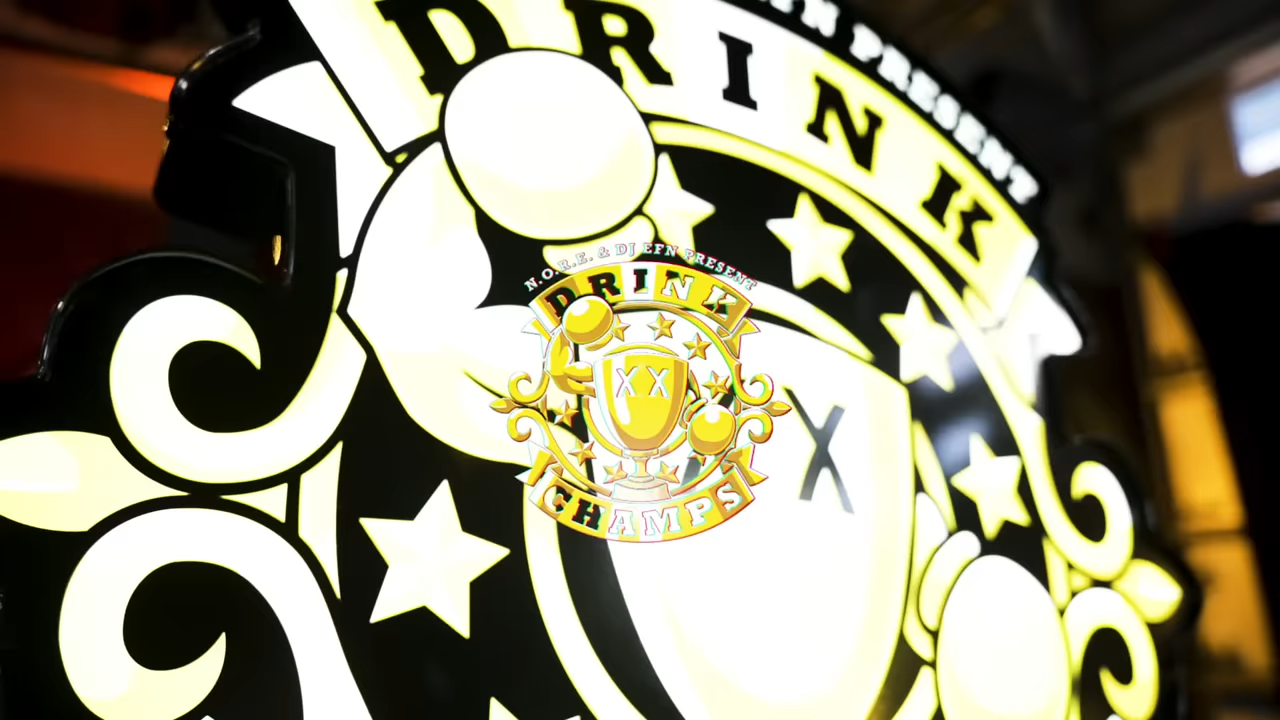 N PRESENT
DRINK
N.O.R.E. & DJ EFN PRESENT
DRINK
XX
X
CHAMPS